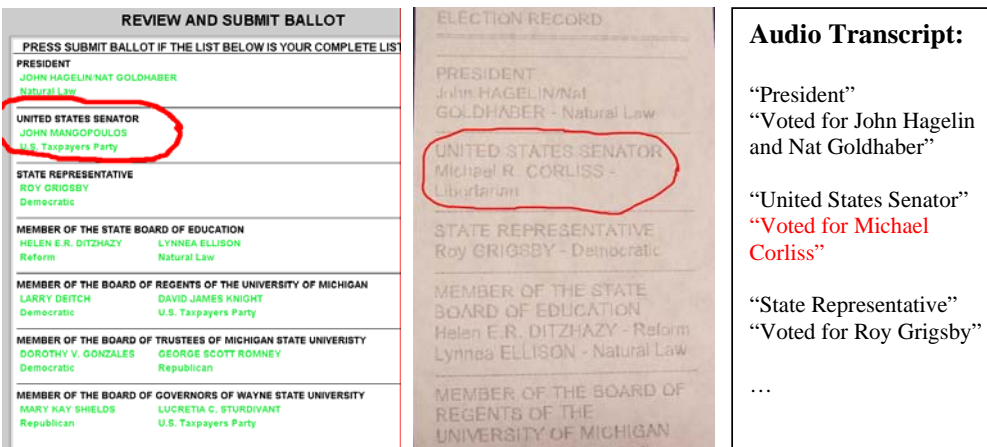 REVIEW AND SUBMIT BALLOT
PRESS SUBMIT BALLOT IF THE LIST BELOW IS YOUR COMPLETE LIST
PRESIDENT
JOHN HAGELIN/NAT GOLDHABER
Natural Law
UNITED STATES SENATOR
JOHN MANGOPOULOS
U.S. Taxpayers Party
STATE REPRESENTATIVE
ROY GRIGSBY
Democratic
MEMBER OF THE STATE BOARD OF EDUCATION
HELEN E.R. DITZHAZY LYNNEA ELLISON
Reform Natural Law
MEMBER OF THE BOARD OF REGENTS OF THE UNIVERSITY OF MICHIGAN
LARRY DEITCH DAVID JAMES KNIGHT
Democratic U.S. Taxpayers Party
MEMBER OF THE BOARD OF TRUSTEES OF MICHIGAN STATE UNIVERISTY
DOROTHY V. GONZALES GEORGE SCOTT ROMNEY
Democratic Republican
MEMBER OF THE BOARD OF GOVERNORS OF WAYNE STATE UNIVERSITY
MARY KAY SHIELDS LUCRETIA C. STURDIVANT
Republican U.S. Taxpayers Party
ELECTION RECORD
PRESIDENT
John HAGELIN/Nat
GOLDHABER - Natural Law
UNITED STATES SENATOR
Michael R. CORLISS -
Libertarian
STATE REPRESENTATIVE
Roy GRIGSBY - Democratic
MEMBER OF THE STATE
BOARD OF EDUCATION
Helen E.R. DITZHAZY - Reform
Lynnea ELLISON - Natural Law
MEMBER OF THE BOARD OF
REGENTS OF THE
UNIVERSITY OF MICHIGAN
Audio Transcript:
“President”
“Voted for John Hagelin
and Nat Goldhaber”
“United States Senator”
“Voted for Michael
Corliss”
“State Representative”
“Voted for Roy Grigsby”
…